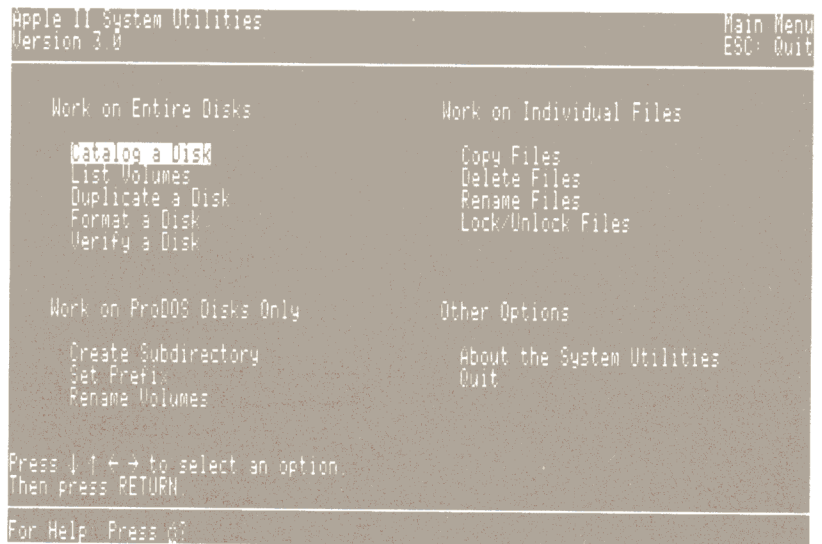 Apple II System Utilities
Version 3.0
Main Menu
ESC: Quit
Work on Entire Disks
Catalog a Disk
List Volumes
Duplicate a Disk
Format a Disk
Verify a Disk
Work on Individual Files
Copy Files
Delete Files
Rename Files
Lock/Unlock Files
Work on ProDOS Disks Only
Create Subdirectory
Set Prefix
Rename Volumes
Other Options
About the System Utilities
Quit
Press ↓ ↑ ← → to select an option.
Then press RETURN.
For Help: Press ?